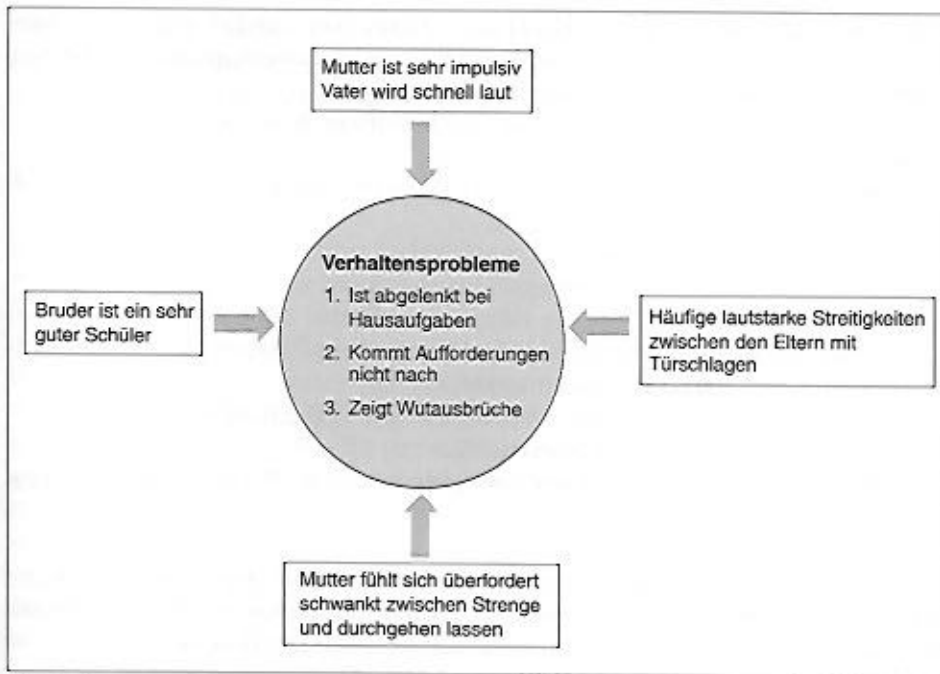 Mutter ist sehr impulsiv
Vater wird schnell laut
Verhaltensprobleme
1. Ist abgelenkt bei
Hausaufgaben
2. Kommt Aufforderungen
nicht nach
3. Zeigt Wutausbrüche
Bruder ist ein sehr
guter Schüler
Häufige lautstarke Streitigkeiten
zwischen den Eltern mit
Türschlagen
Mutter fühlt sich überfordert
schwankt zwischen Strenge
und durchgehen lassen